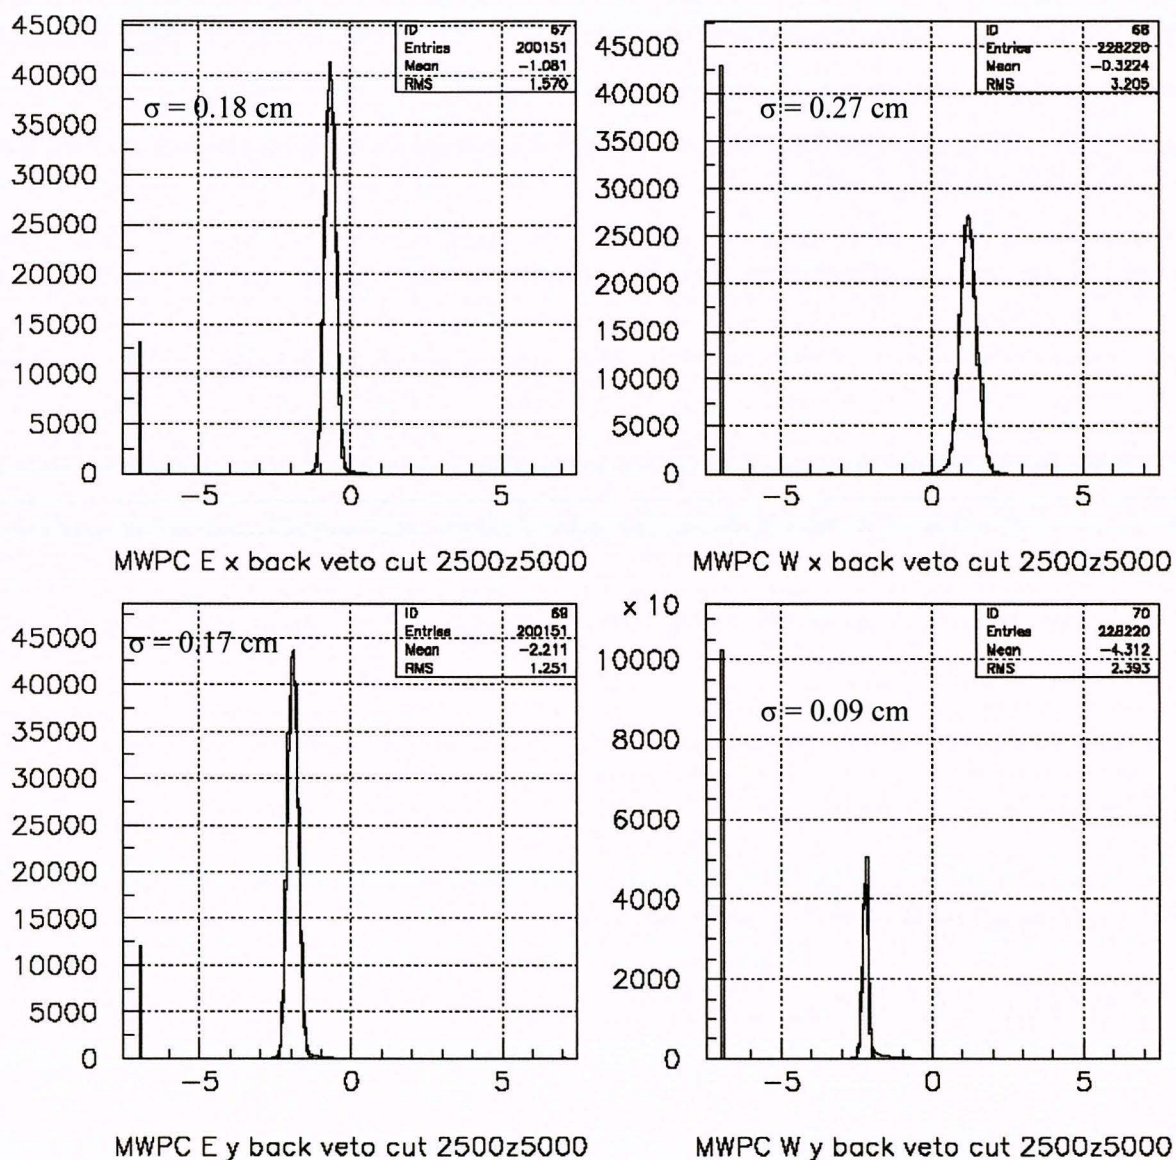 ID 67
Entries 200151
Mean -1.081
RMS 1.570
σ = 0.18 cm
45000
40000
35000
30000
25000
20000
15000
10000
5000
0
-5 0 5
MWPC E x back veto cut 2500z5000
ID 68
Entries 228220
Mean -0.3224
RMS 3.205
σ = 0.27 cm
45000
40000
35000
30000
25000
20000
15000
10000
5000
0
-5 0 5
MWPC W x back veto cut 2500z5000
ID 69
Entries 200151
Mean -2.211
RMS 1.251
σ = 0.17 cm
45000
40000
35000
30000
25000
20000
15000
10000
5000
0
-5 0 5
MWPC E y back veto cut 2500z5000
x 10
ID 70
Entries 228220
Mean -4.312
RMS 2.393
σ = 0.09 cm
10000
8000
6000
4000
2000
0
-5 0 5
MWPC W y back veto cut 2500z5000